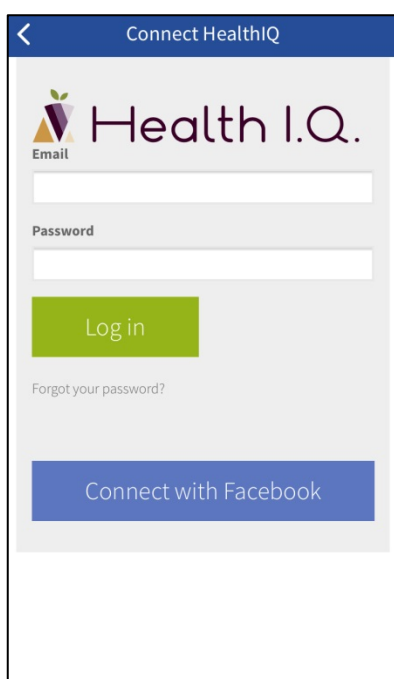 Connect HealthIQ
Health I.Q.
Email
Password
Log in
Forgot your password?
Connect with Facebook